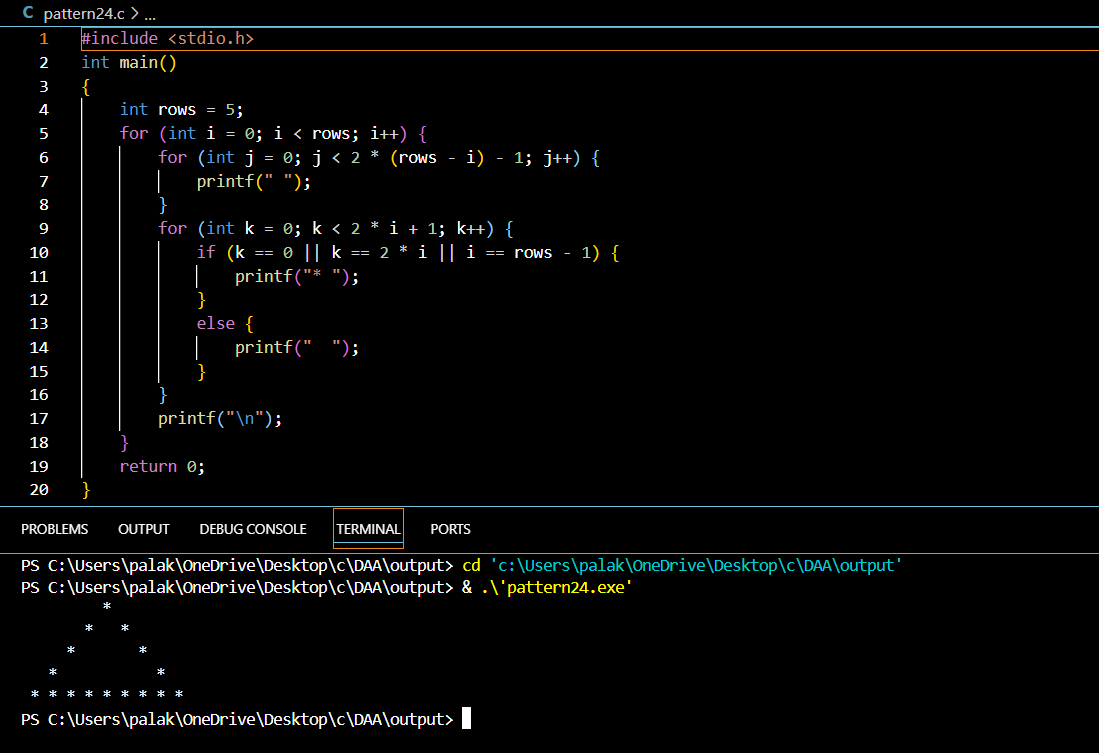 C pattern24.c > ...
1 #include <stdio.h>
2 int main()
3 {
4     int rows = 5;
5     for (int i = 0; i < rows; i++) {
6         for (int j = 0; j < 2 * (rows - i) - 1; j++) {
7             printf(" ");
8         }
9         for (int k = 0; k < 2 * i + 1; k++) {
10             if (k == 0 || k == 2 * i || i == rows - 1) {
11                 printf("* ");
12             }
13             else {
14                 printf("  ");
15             }
16         }
17         printf("\n");
18     }
19     return 0;
20 }
PROBLEMS OUTPUT DEBUG CONSOLE TERMINAL PORTS
PS C:\Users\palak\OneDrive\Desktop\c\DAA\output> cd 'c:\Users\palak\OneDrive\Desktop\c\DAA\output'
PS C:\Users\palak\OneDrive\Desktop\c\DAA\output> & .\'pattern24.exe'
         *
       *   *
     *       *
   *           *
 * * * * * * * * *
PS C:\Users\palak\OneDrive\Desktop\c\DAA\output>